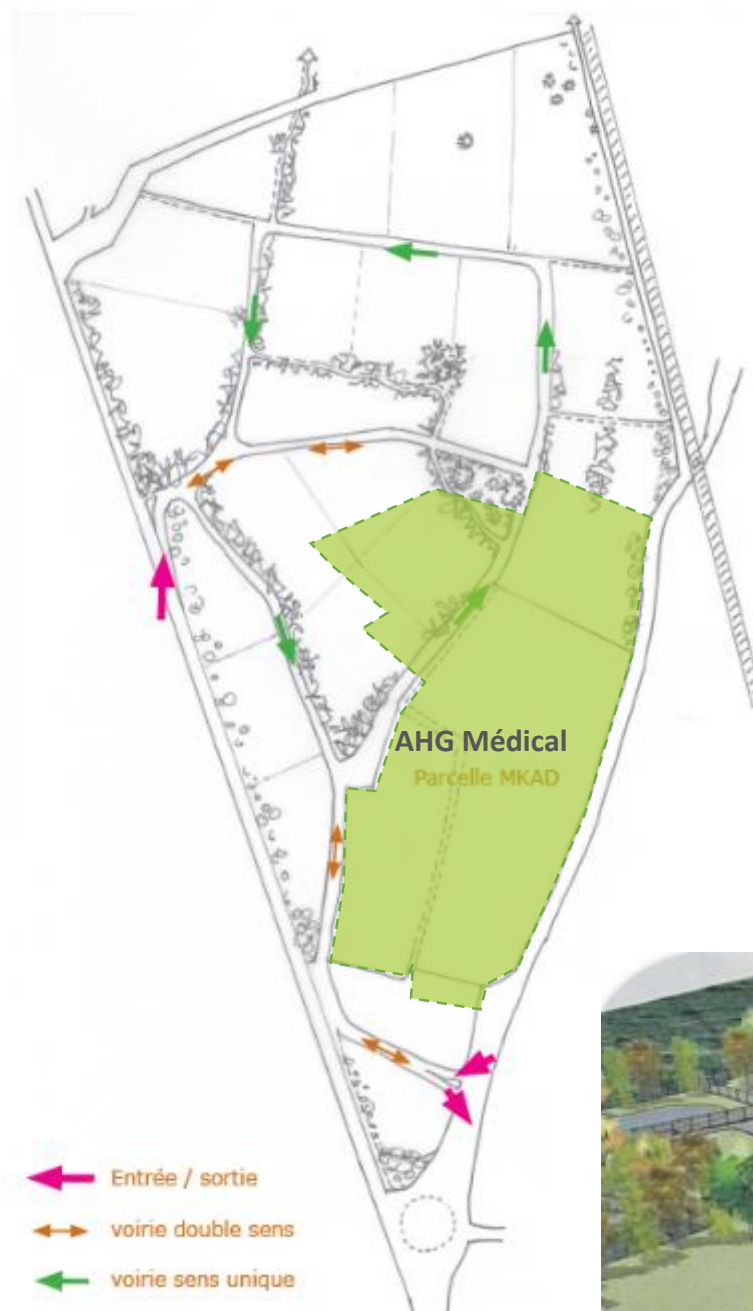 AHG Médical
Parcelle MKAD
Entrée / sortie
voirie double sens
voirie sens unique